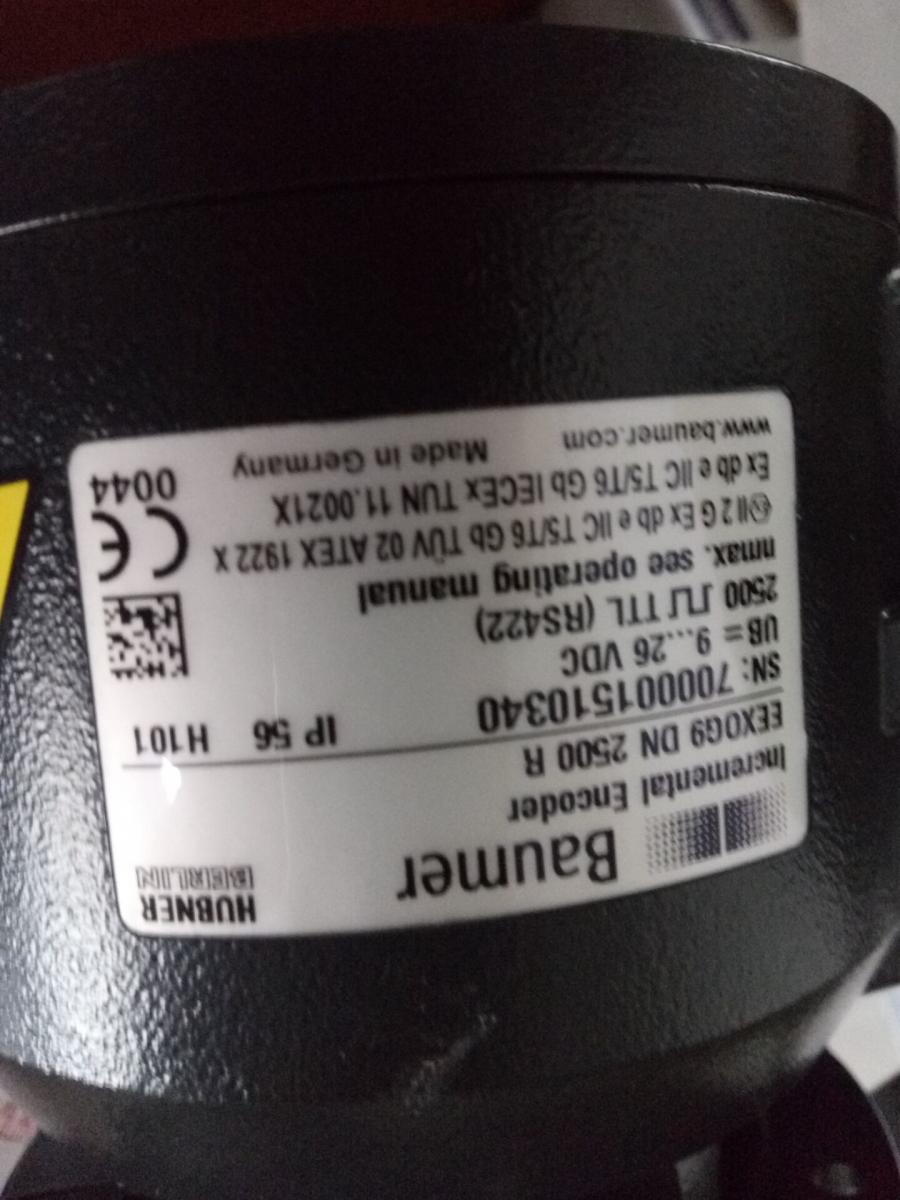 Baumer
HUBNER
BERLIN
Incremental Encoder
EEXOG9 DN 2500 R
SN: 700001510340 IP 56 H101
UB= 9...26 VDC
2500 TTL (RS422)
nmax. see operating manual
II 2 G Ex db e IIC T5/T6 Gb TÜV 02 ATEX 1922 X
Ex db e IIC T5/T6 Gb IECEx TUN 11.0021X
www.baumer.com Made in Germany
CE
0044